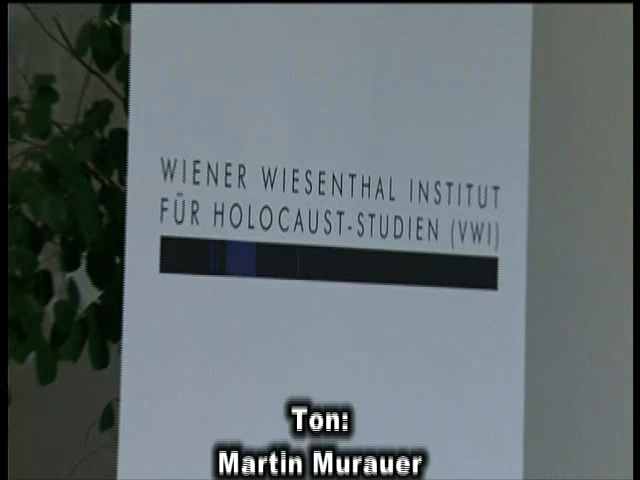 WIENER WIESENTHAL INSTITUT
FÜR HOLOCAUST-STUDIEN (VWI)
Ton:
Martin Murauer